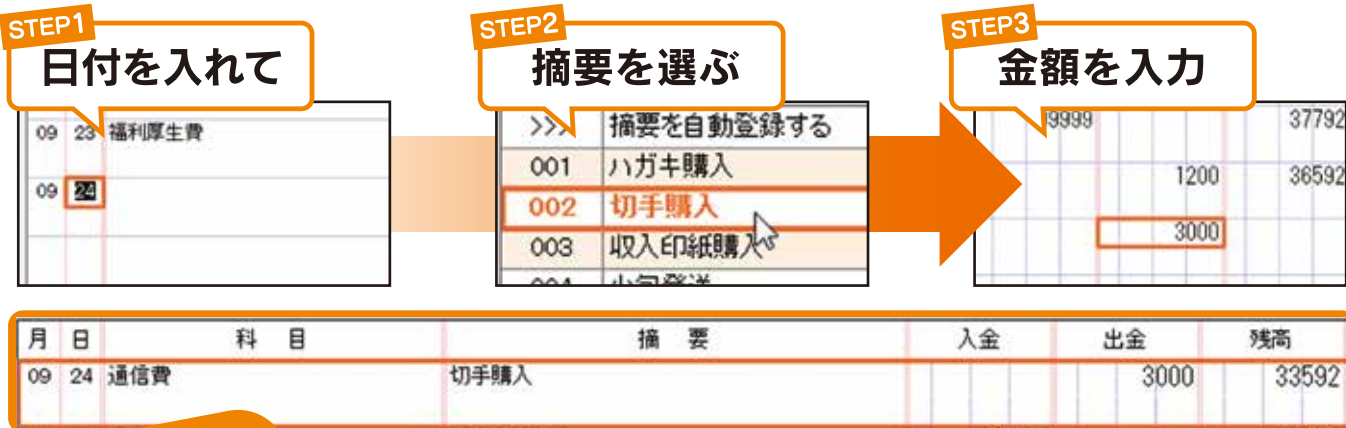 STEP1
日付を入れて
STEP2
摘要を選ぶ
STEP3
金額を入力
09 23 福利厚生費
09 24
>>> 摘要を自動登録する
001 ハガキ購入
002 切手購入
003 収入印紙購入
9999 37792
1200 36592
3000
月 日 科 目 摘 要 入金 出金 残高
09 24 通信費 切手購入 3000 33592